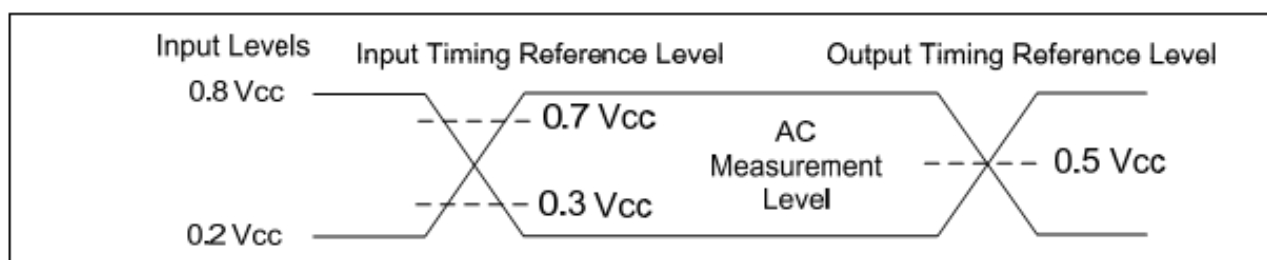 Input Levels
Input Timing Reference Level
Output Timing Reference Level
0.8 Vcc
0.7 Vcc
AC
Measurement
Level
0.5 Vcc
0.3 Vcc
0.2 Vcc